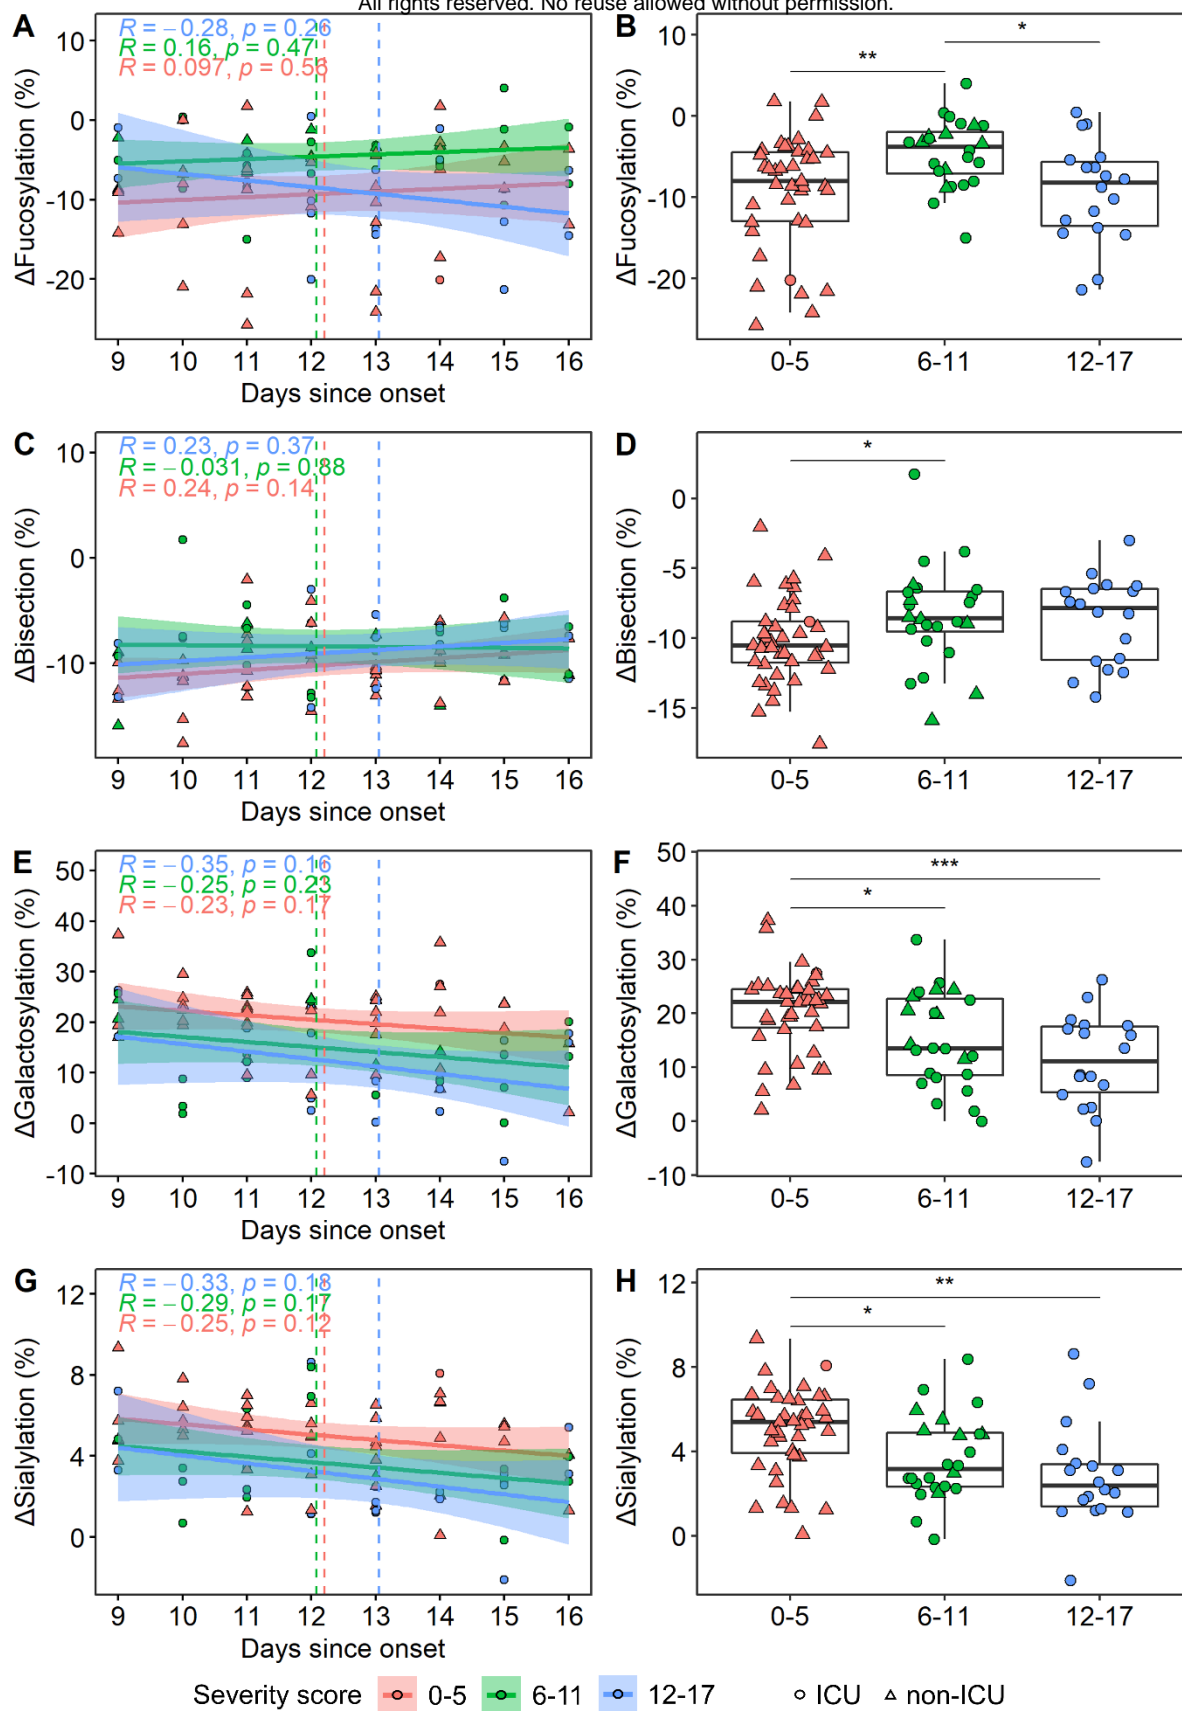 All rights reserved. No reuse allowed without permission.
A
R = −0.28, p = 0.26
R = 0.16, p = 0.47
R = 0.097, p = 0.56
ΔFucosylation (%)
10
0
-10
-20
9 10 11 12 13 14 15 16
Days since onset
B
**
*
ΔFucosylation (%)
10
0
-10
-20
0-5 6-11 12-17
C
R = 0.23, p = 0.37
R = −0.031, p = 0.88
R = 0.24, p = 0.14
ΔBisection (%)
10
0
-10
9 10 11 12 13 14 15 16
Days since onset
D
*
ΔBisection (%)
0
-5
-10
-15
0-5 6-11 12-17
E
R = −0.35, p = 0.16
R = −0.25, p = 0.23
R = −0.23, p = 0.17
ΔGalactosylation (%)
50
40
30
20
10
0
-10
9 10 11 12 13 14 15 16
Days since onset
F
***
*
ΔGalactosylation (%)
50
40
30
20
10
0
-10
0-5 6-11 12-17
G
R = −0.33, p = 0.18
R = −0.29, p = 0.17
R = −0.25, p = 0.12
ΔSialylation (%)
12
8
4
0
9 10 11 12 13 14 15 16
Days since onset
H
**
*
ΔSialylation (%)
12
8
4
0
0-5 6-11 12-17
Severity score 0-5 6-11 12-17 ICU non-ICU